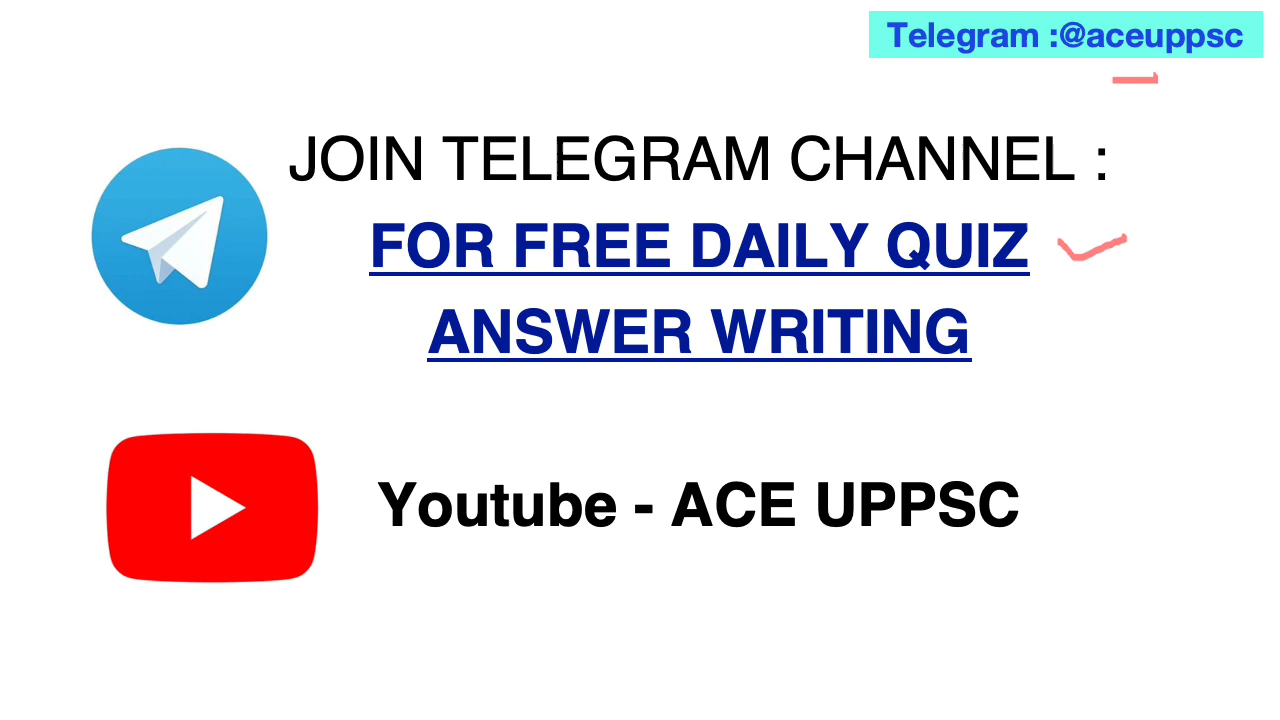 Telegram :@aceuppsc
JOIN TELEGRAM CHANNEL :
FOR FREE DAILY QUIZ
ANSWER WRITING
Youtube - ACE UPPSC